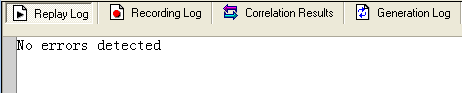 Replay Log Recording Log Correlation Results Generation Log
No errors detected